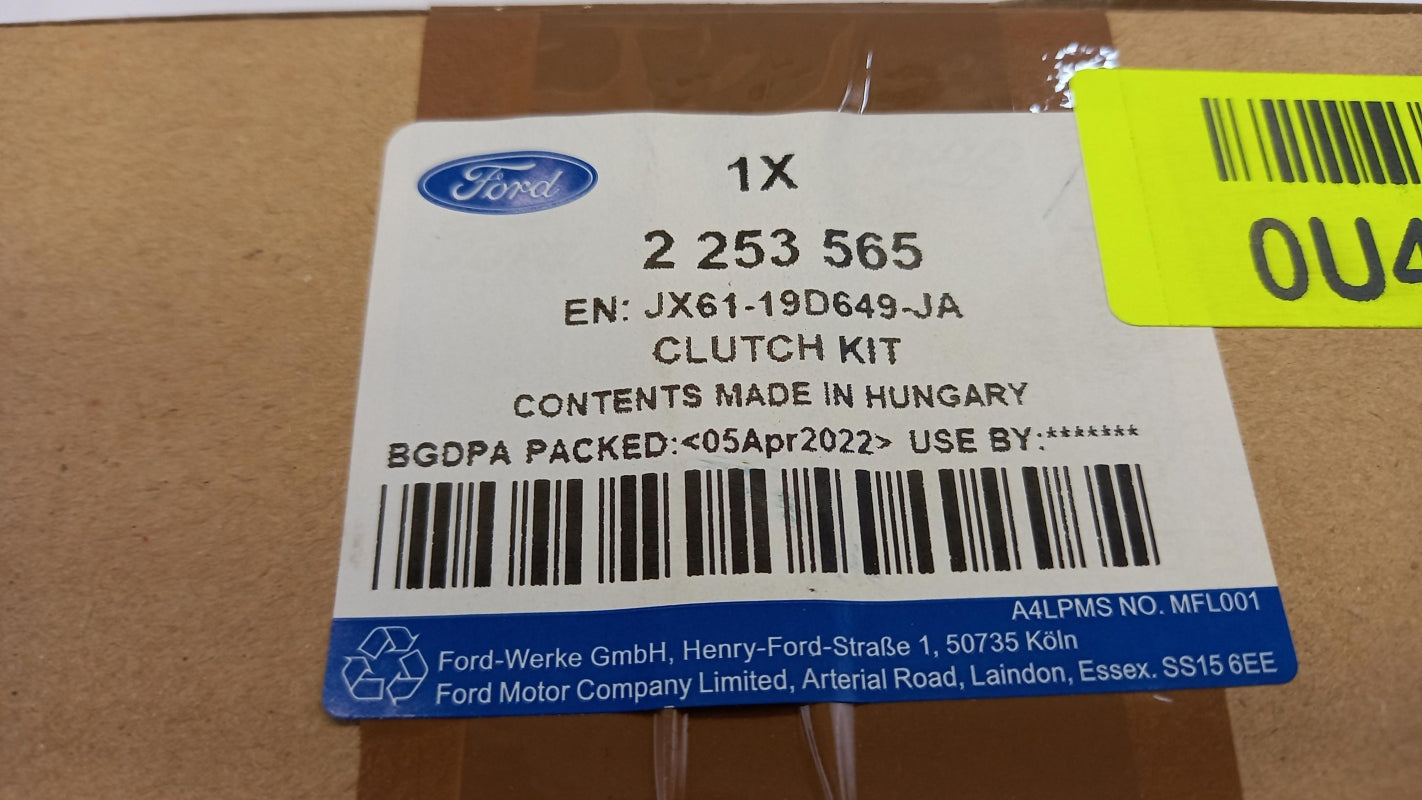 Ford
1X
2 253 565
EN: JX61-19D649-JA
CLUTCH KIT
CONTENTS MADE IN HUNGARY
BGDPA PACKED:<05Apr2022> USE BY:*******
A4LPMS NO. MFL001
Ford-Werke GmbH, Henry-Ford-Straße 1, 50735 Köln
Ford Motor Company Limited, Arterial Road, Laindon, Essex. SS15 6EE
0U4